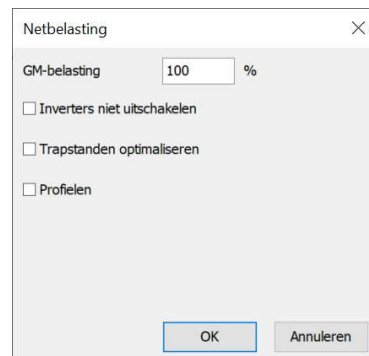 Netbelasting
GM-belasting 100 %
Inverters niet uitschakelen
Trapstanden optimaliseren
Profielen
OK Annuleren